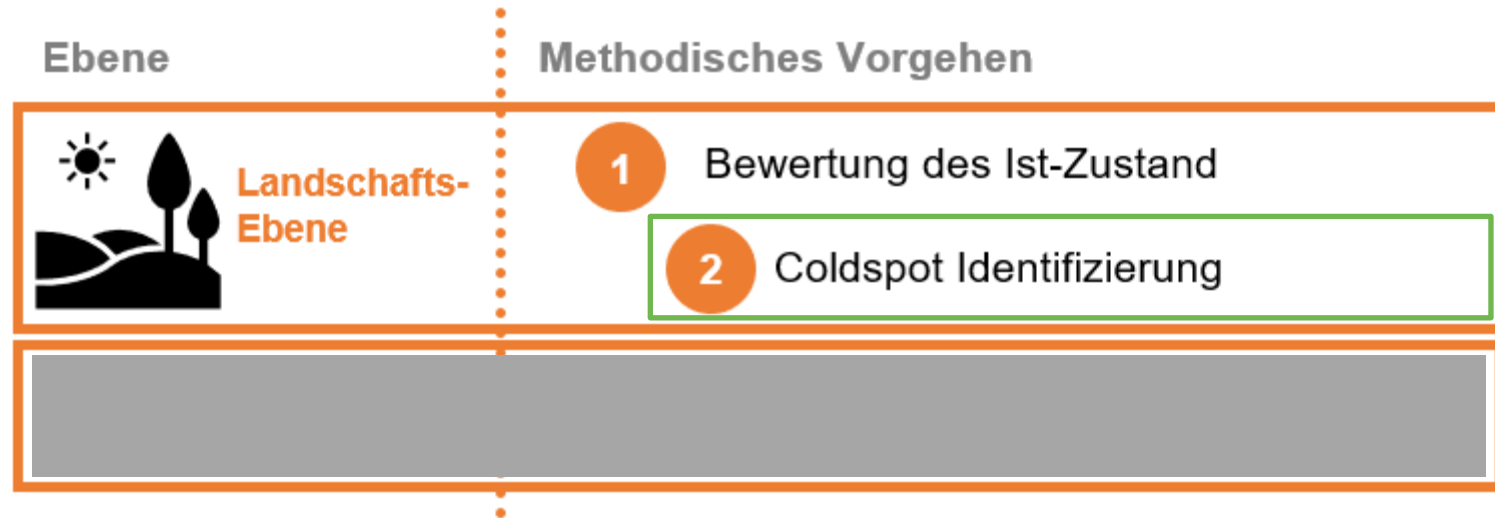 Ebene
Methodisches Vorgehen
Landschafts-
Ebene
1 Bewertung des Ist-Zustand
2 Coldspot Identifizierung